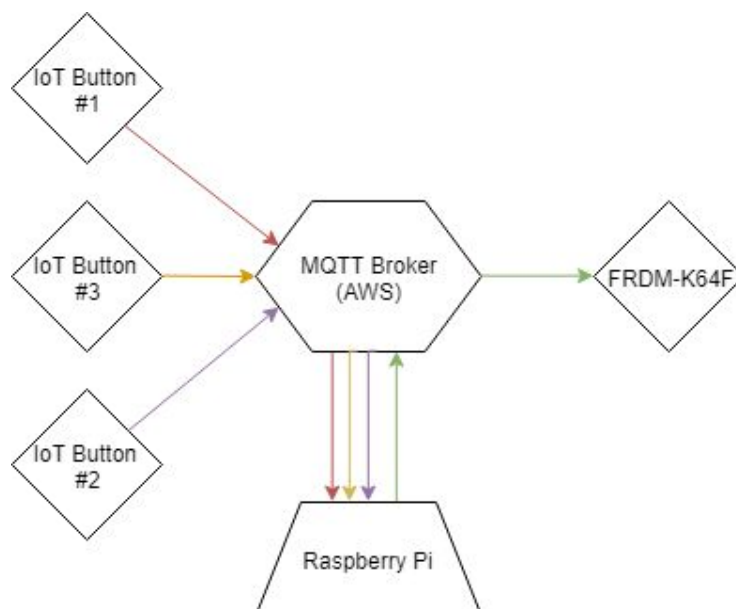 IoT Button
#1
IoT Button
#3
MQTT Broker
(AWS)
FRDM-K64F
IoT Button
#2
Raspberry Pi